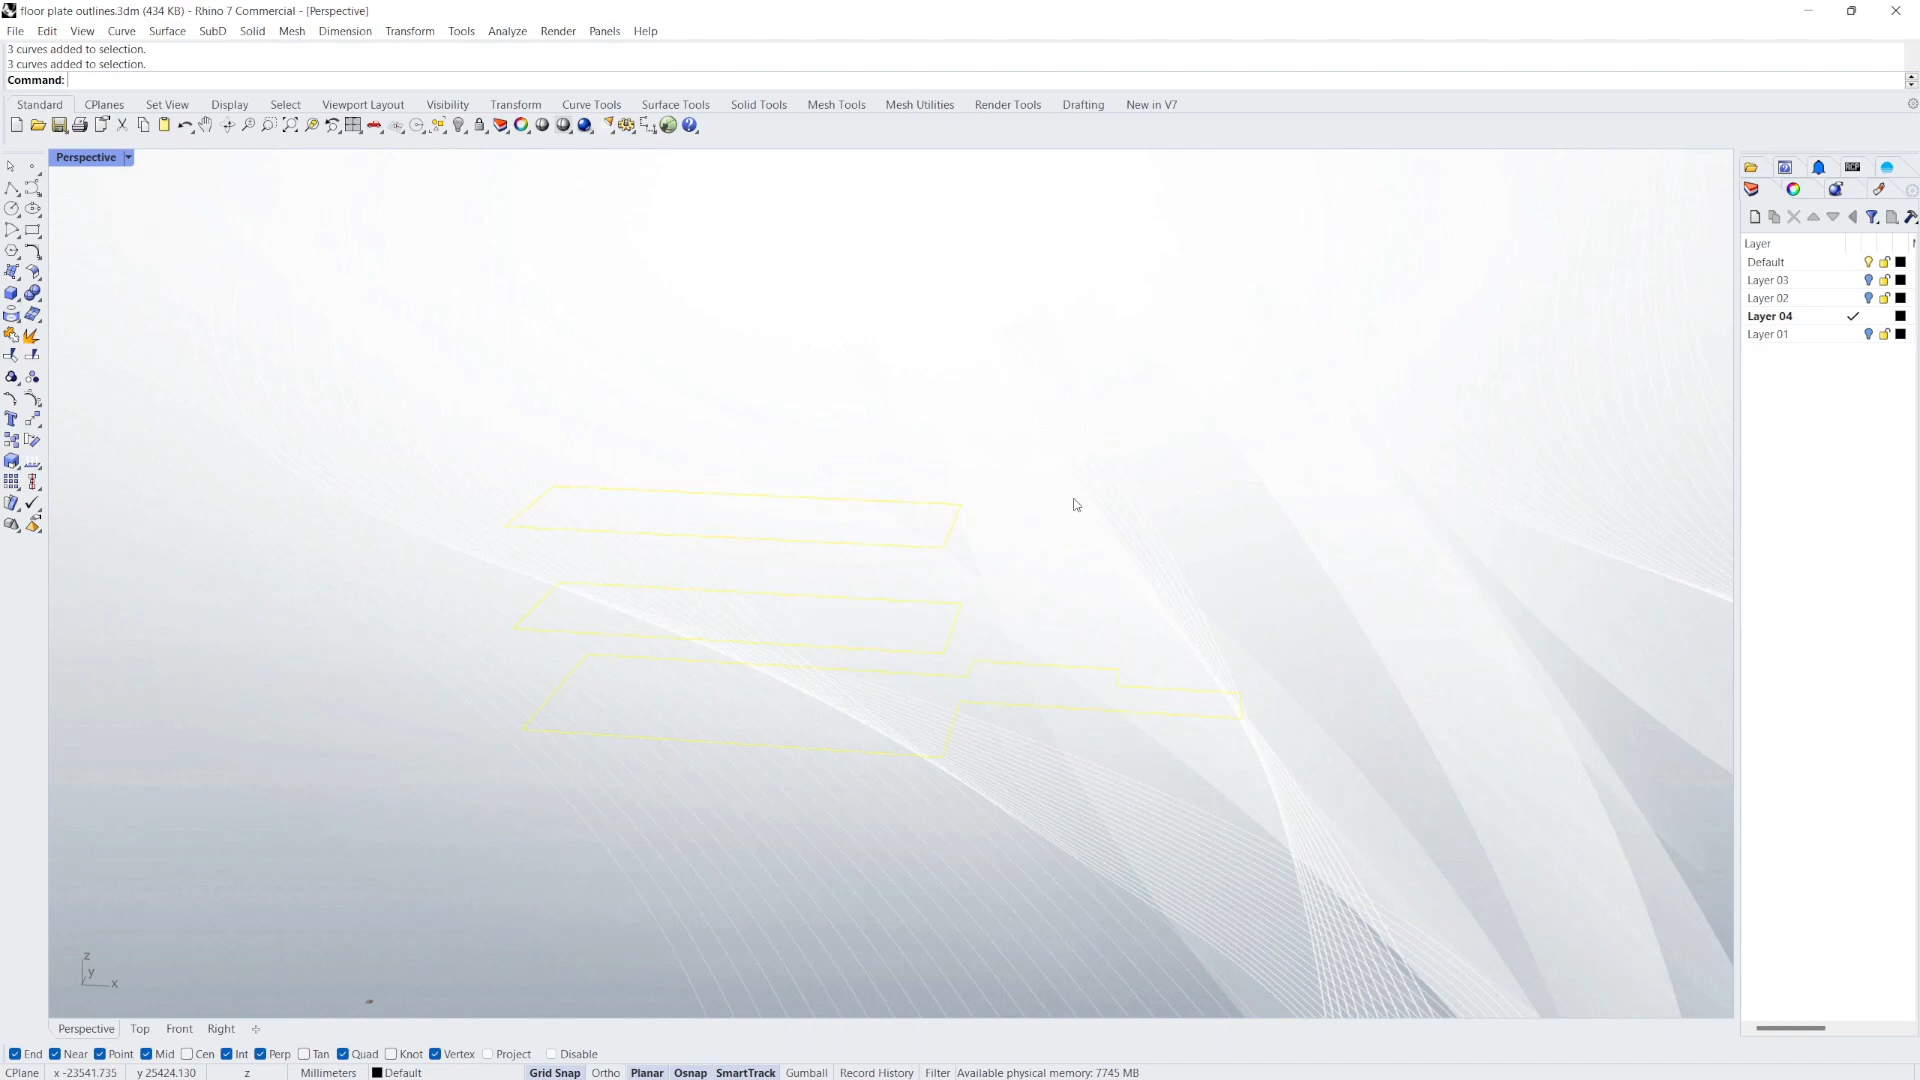 floor plate outlines.3dm (434 KB) - Rhino 7 Commercial - [Perspective]
File Edit View Curve Surface SubD Solid Mesh Dimension Transform Tools Analyze Render Panels Help
3 curves added to selection.
3 curves added to selection.
Command:
Standard CPlanes Set View Display Select Viewport Layout Visibility Transform Curve Tools Surface Tools Solid Tools Mesh Tools Mesh Utilities Render Tools Drafting New in V7
Perspective
RCP
Layer
Default
Layer 03
Layer 02
Layer 04
Layer 01
z
y
x
Perspective Top Front Right
End Near Point Mid Cen Int Perp Tan Quad Knot Vertex Project Disable
CPlane x -23541.735 y 25424.130 z Millimeters Default Grid Snap Ortho Planar Osnap SmartTrack Gumball Record History Filter Available physical memory: 7745 MB